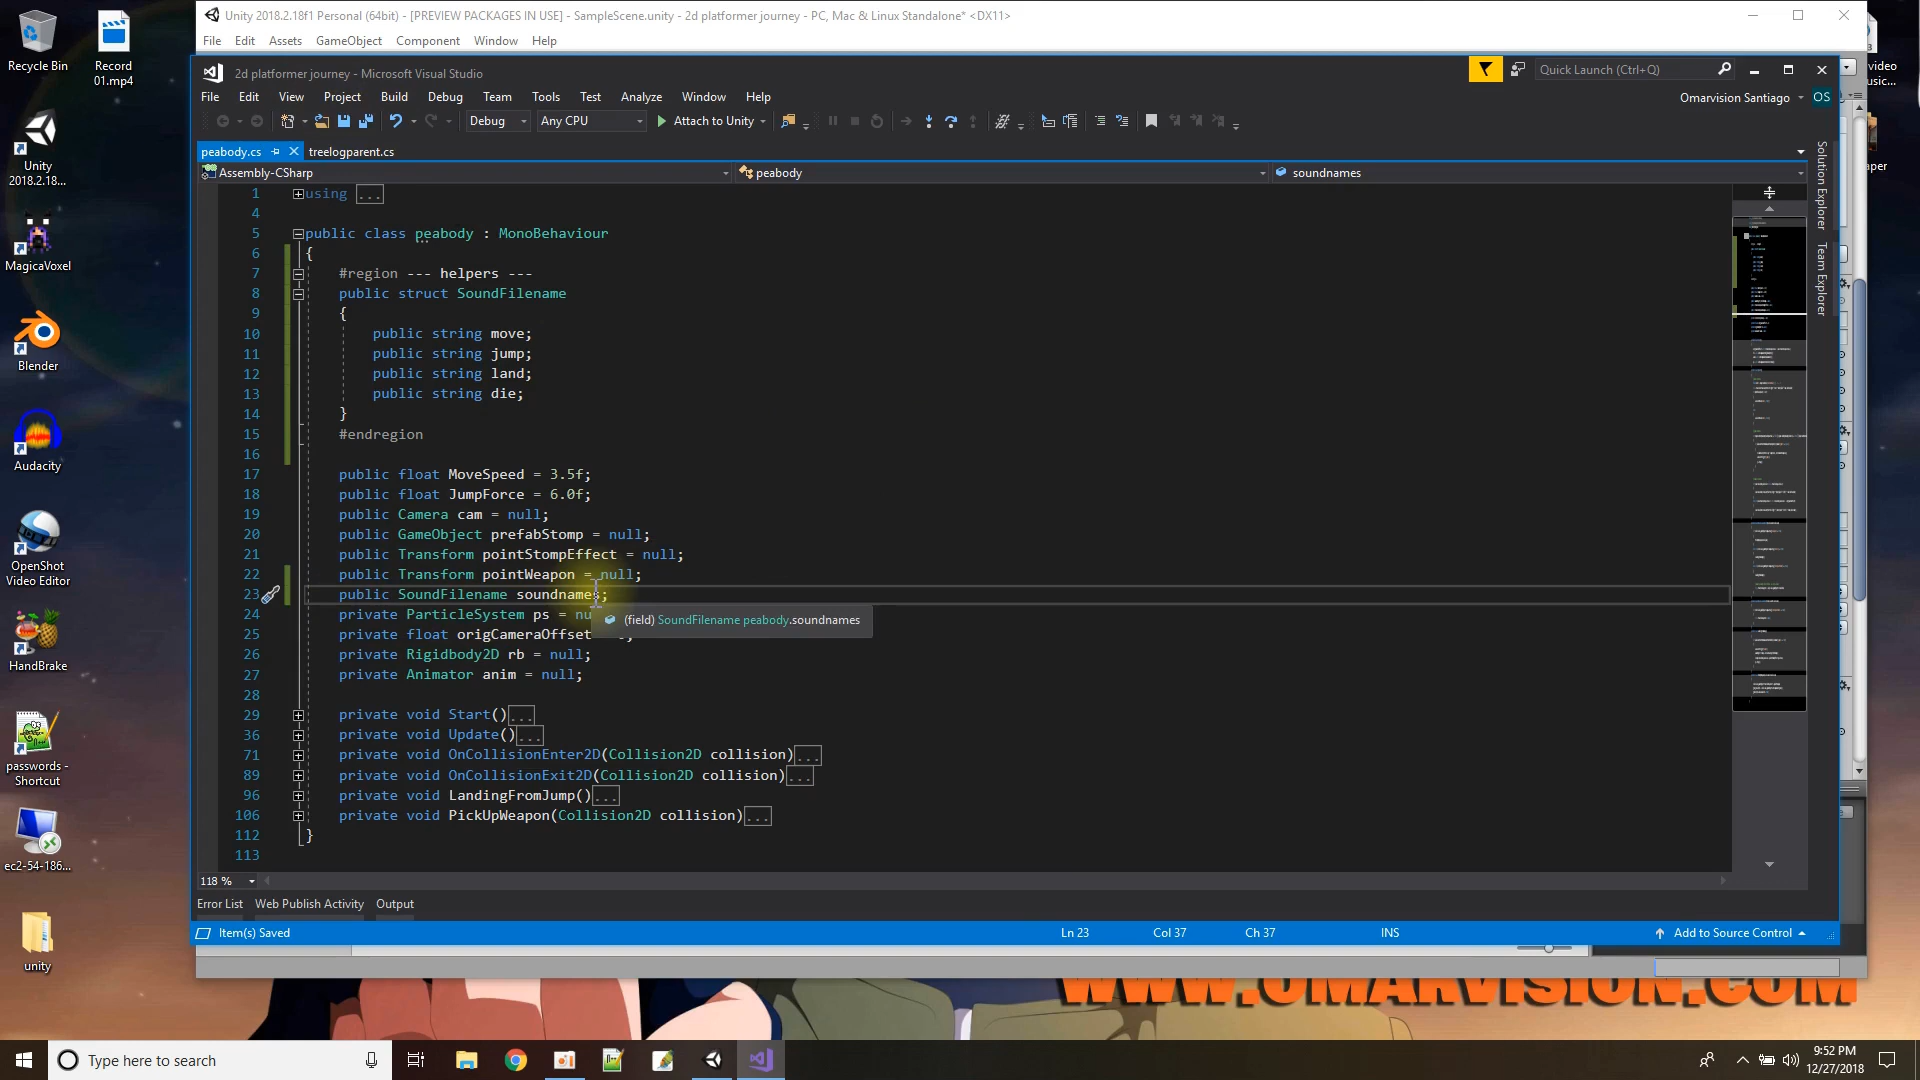 Unity 2018.2.18f1 Personal (64bit) - [PREVIEW PACKAGES IN USE] - SampleScene.unity - 2d platformer journey - PC, Mac & Linux Standalone* <DX11>
File Edit Assets GameObject Component Window Help
2d platformer journey - Microsoft Visual Studio
Quick Launch (Ctrl+Q)
File Edit View Project Build Debug Team Tools Test Analyze Window Help
Omarvision Santiago OS
Debug Any CPU Attach to Unity
peabody.cs treelogparent.cs
Assembly-CSharp peabody soundnames
1 using ...
4
5 public class peabody : MonoBehaviour
6 {
7 #region --- helpers ---
8 public struct SoundFilename
9 {
10 public string move;
11 public string jump;
12 public string land;
13 public string die;
14 }
15 #endregion
16
17 public float MoveSpeed = 3.5f;
18 public float JumpForce = 6.0f;
19 public Camera cam = null;
20 public GameObject prefabStomp = null;
21 public Transform pointStompEffect = null;
22 public Transform pointWeapon = null;
23 public SoundFilename soundnames;
24 private ParticleSystem ps = nu
(field) SoundFilename peabody.soundnames
25 private float origCameraOffset
26 private Rigidbody2D rb = null;
27 private Animator anim = null;
28
29 private void Start()...
36 private void Update()...
71 private void OnCollisionEnter2D(Collision2D collision)...
89 private void OnCollisionExit2D(Collision2D collision)...
96 private void LandingFromJump()...
106 private void PickUpWeapon(Collision2D collision)...
112 }
113
118 %
Error List Web Publish Activity Output
Item(s) Saved Ln 23 Col 37 Ch 37 INS Add to Source Control
Solution Explorer
Team Explorer
Recycle Bin
Record
01.mp4
Unity
2018.2.18...
MagicaVoxel
Blender
Audacity
OpenShot
Video Editor
HandBrake
passwords -
Shortcut
ec2-54-186...
unity
video
usic...
aper
WWW.OMARVISION.COM
Type here to search
9:52 PM
12/27/2018